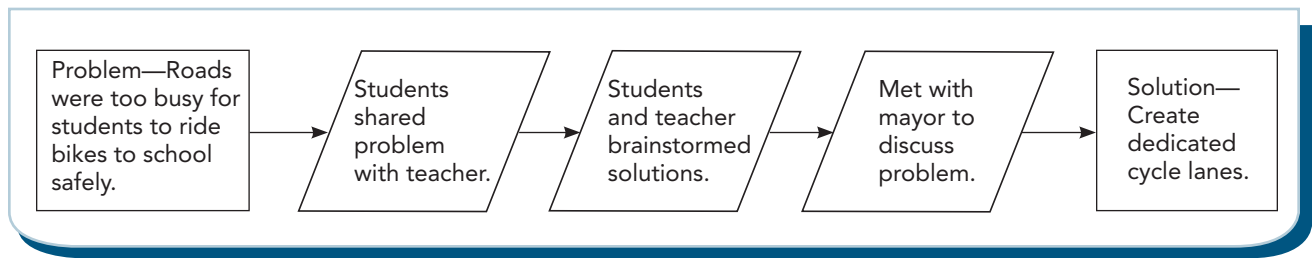 Problem—Roads
were too busy for
students to ride
bikes to school
safely.
Students
shared
problem
with teacher.
Students
and teacher
brainstormed
solutions.
Met with
mayor to
discuss
problem.
Solution—
Create
dedicated
cycle lanes.